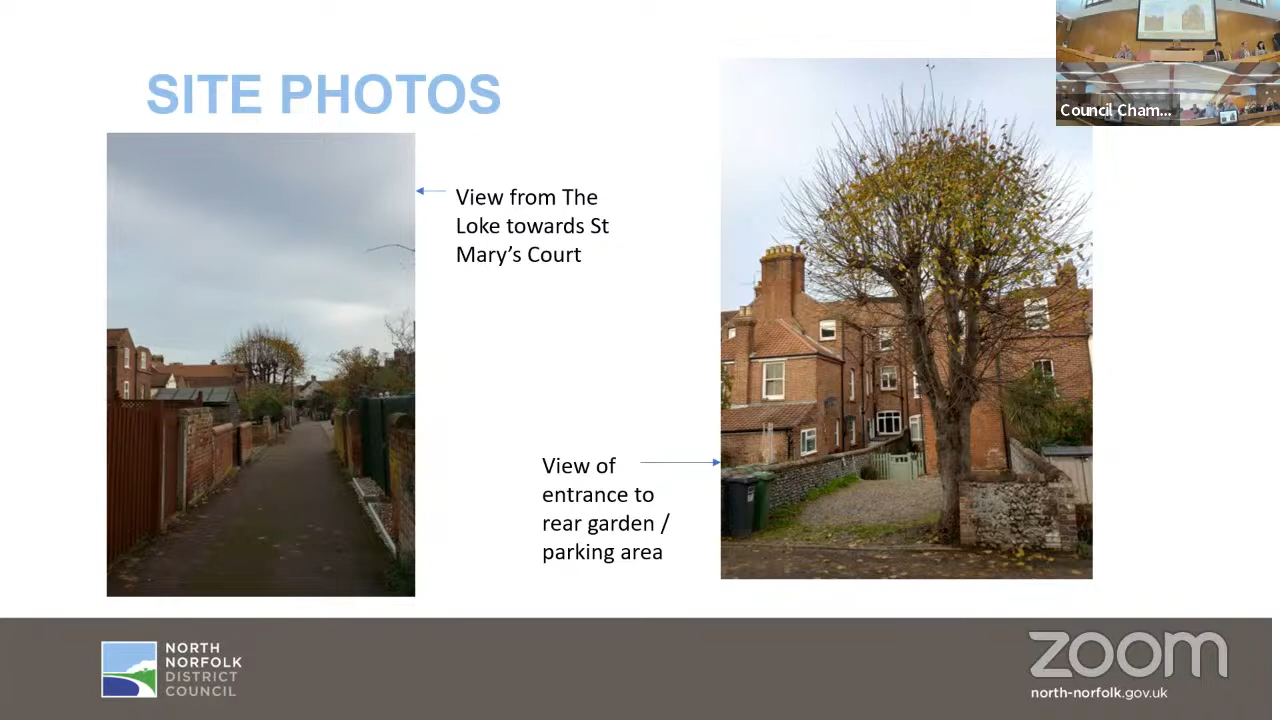 SITE PHOTOS
Council Cham...
View from The
Loke towards St
Mary’s Court
View of
entrance to
rear garden /
parking area
NORTH
NORFOLK
DISTRICT
COUNCIL
zoom
north-norfolk.gov.uk